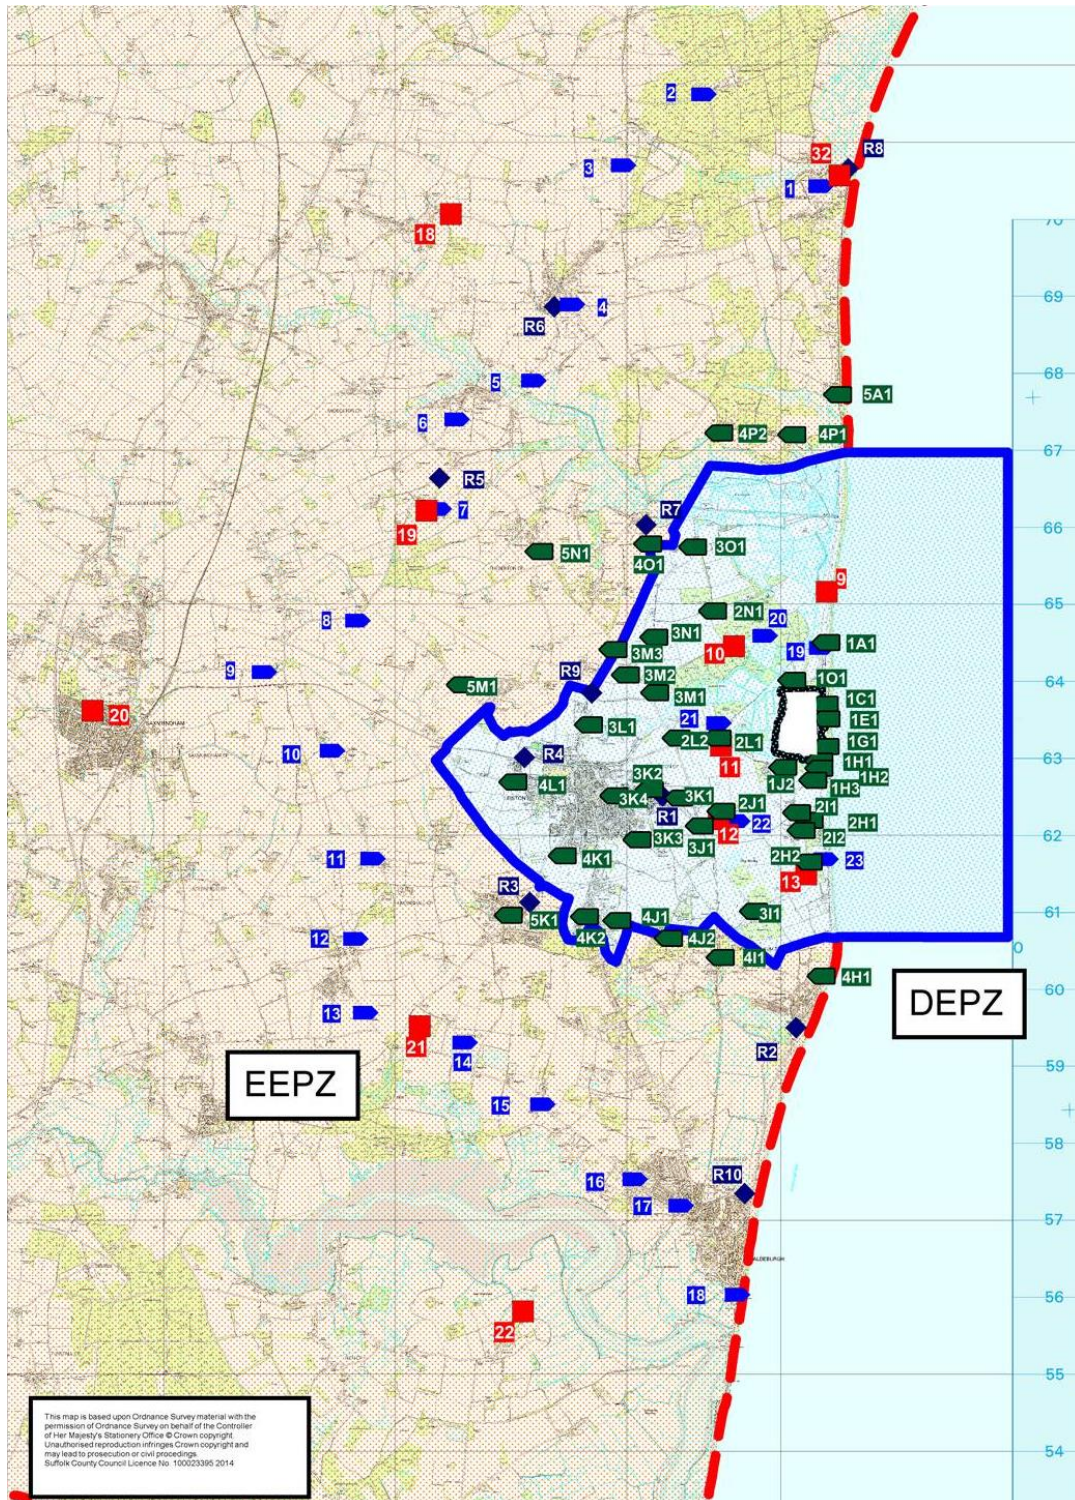 2
R8
32
3
1
70
18
69
4
R6
68
5
5A1
6
4P2
4P1
67
R5
7
R7
19
66
3O1
5N1
4O1
9
65
2N1
20
8
3N1
10
19
1A1
3M3
9
R9
3M2
64
1O1
5M1
3M1
1C1
20
21
1E1
3L1
2L2
2L1
1G1
10
R4
63
11
1H1
3K2
1J2
1H2
4L1
1H3
3K4
3K1
2J1
2I1
R1
12
22
2H1
3K3
3J1
2I2
62
11
4K1
2H2
23
13
R3
61
5K1
4J1
3I1
12
4K2
4J2
0
4I1
4H1
60
DEPZ
13
R2
21
14
59
EEPZ
15
58
16
R10
17
57
ALDEBURGH
18
56
22
55
This map is based upon Ordnance Survey material with the
permission of Ordnance Survey on behalf of the Controller
of Her Majesty's Stationery Office © Crown copyright.
Unauthorised reproduction infringes Crown copyright and
may lead to prosecution or civil procedings.
Suffolk County Council Licence No. 100023395 2014
54